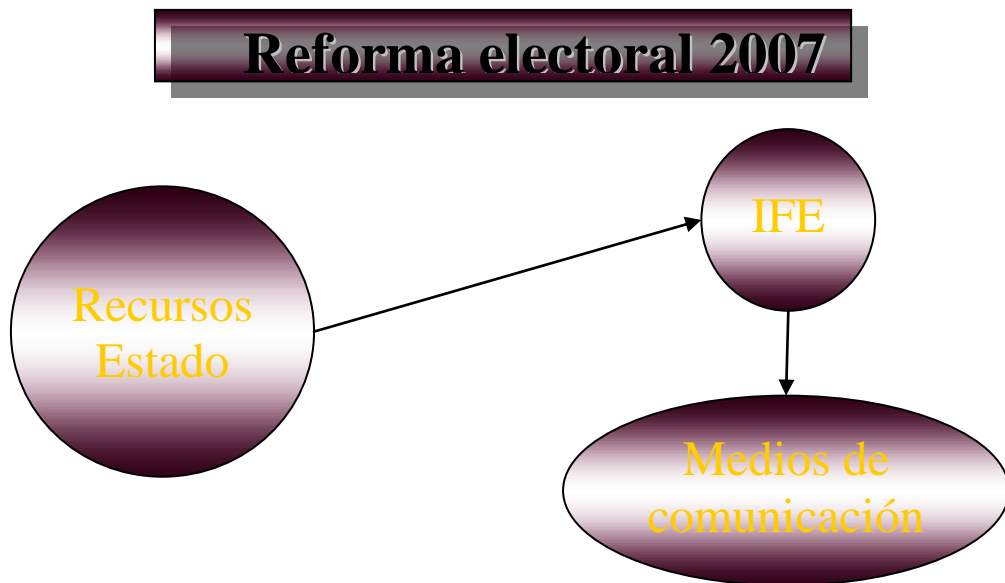 Reforma electoral 2007
IFE
Recursos
Estado
Medios de
comunicación